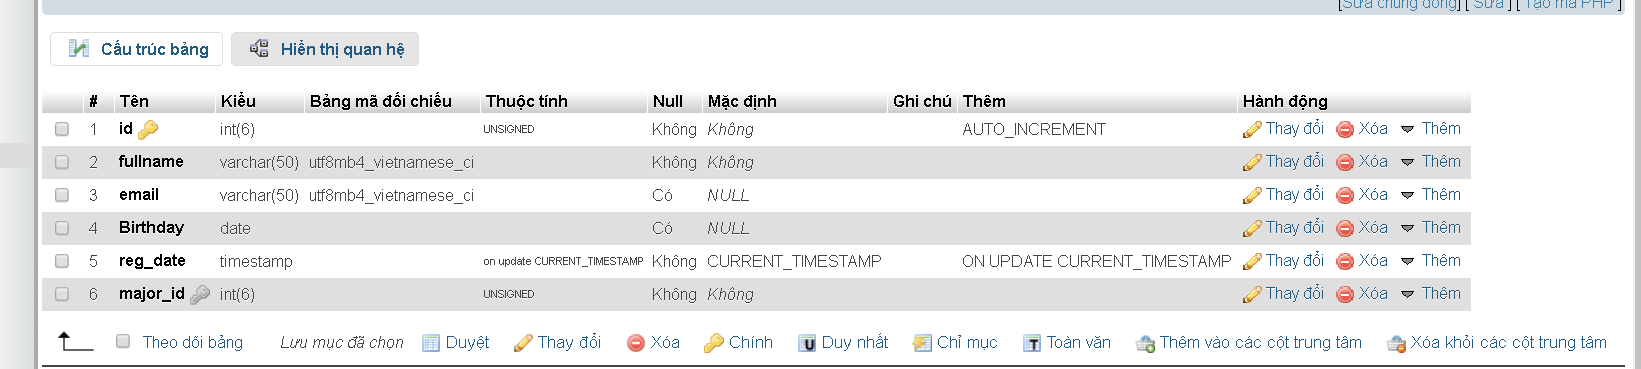 [Sửa chung dòng] [ Sửa ] [ Tạo mã PHP ]
Cấu trúc bảng Hiển thị quan hệ
# Tên Kiểu Bảng mã đối chiếu Thuộc tính Null Mặc định Ghi chú Thêm Hành động
1 id int(6) UNSIGNED Không Không AUTO_INCREMENT Thay đổi Xóa Thêm
2 fullname varchar(50) utf8mb4_vietnamese_ci Không Không Thay đổi Xóa Thêm
3 email varchar(50) utf8mb4_vietnamese_ci Có NULL Thay đổi Xóa Thêm
4 Birthday date Có NULL Thay đổi Xóa Thêm
5 reg_date timestamp on update CURRENT_TIMESTAMP Không CURRENT_TIMESTAMP ON UPDATE CURRENT_TIMESTAMP Thay đổi Xóa Thêm
6 major_id int(6) UNSIGNED Không Không Thay đổi Xóa Thêm
Theo dõi bảng Lưu mục đã chọn Duyệt Thay đổi Xóa Chính Duy nhất Chỉ mục Toàn văn Thêm vào các cột trung tâm Xóa khỏi các cột trung tâm